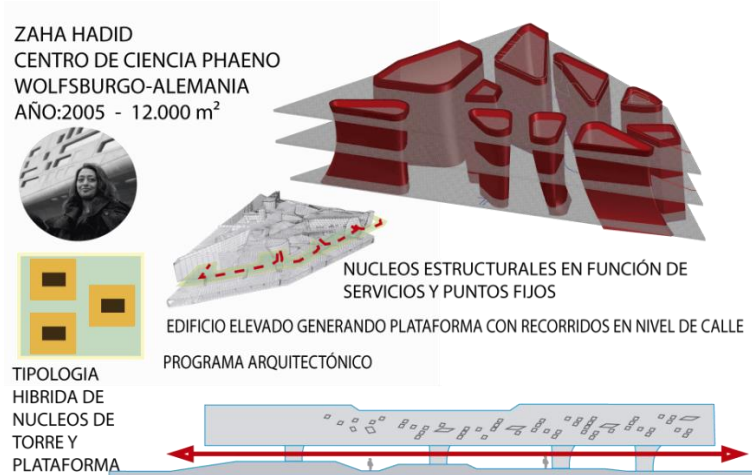 ZAHA HADID
CENTRO DE CIENCIA PHAENO
WOLFSBURGO-ALEMANIA
AÑO:2005 - 12.000 m²
NUCLEOS ESTRUCTURALES EN FUNCIÓN DE
SERVICIOS Y PUNTOS FIJOS
EDIFICIO ELEVADO GENERANDO PLATAFORMA CON RECORRIDOS EN NIVEL DE CALLE
PROGRAMA ARQUITECTÓNICO
TIPOLOGIA
HIBRIDA DE
NUCLEOS DE
TORRE Y
PLATAFORMA